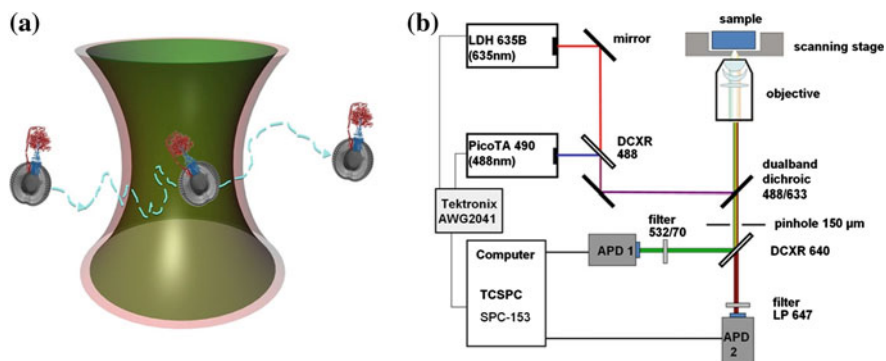 (a)
(b)
LDH 635B
(635nm)
mirror
sample
scanning stage
objective
PicoTA 490
(488nm)
DCXR
488
dualband
dichroic
488/633
Tektronix
AWG2041
pinhole 150 µm
filter
532/70
Computer
APD 1
DCXR 640
TCSPC
SPC-153
filter
LP 647
APD
2